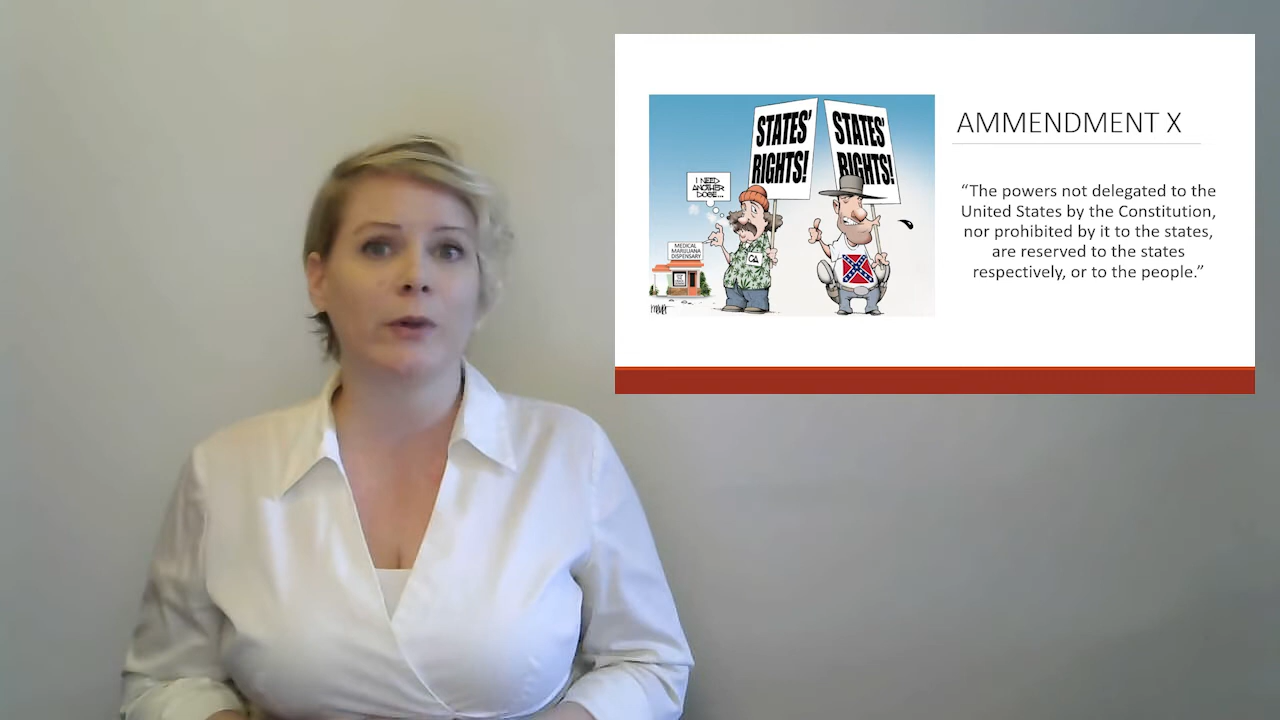 AMMENDMENT X
“The powers not delegated to the
United States by the Constitution,
nor prohibited by it to the states,
are reserved to the states
respectively, or to the people.”
STATES'
RIGHTS!
STATES'
RIGHTS!
I NEED
ANOTHER
DOSE...
MEDICAL
MARIJUANA
DISPENSARY
CA